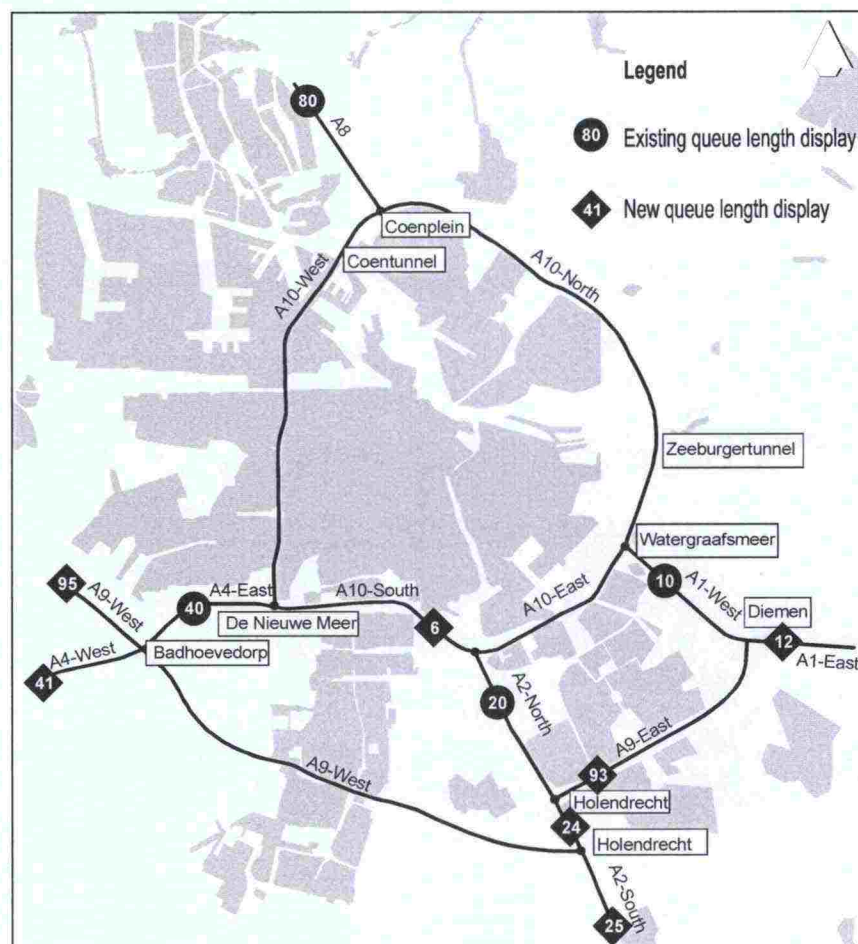 Legend
80
Existing queue length display
41
New queue length display
80
A8
Coenplein
Coentunnel
A10-West
A10-North
Zeeburgertunnel
Watergraafsmeer
10
A1-West
Diemen
12
A1-East
A10-East
A10-South
6
A4-East
40
De Nieuwe Meer
95
A9-West
Badhoevedorp
A4-West
41
A2-North
20
A9-East
93
A9-West
Holendrecht
24
Holendrecht
A2-South
25